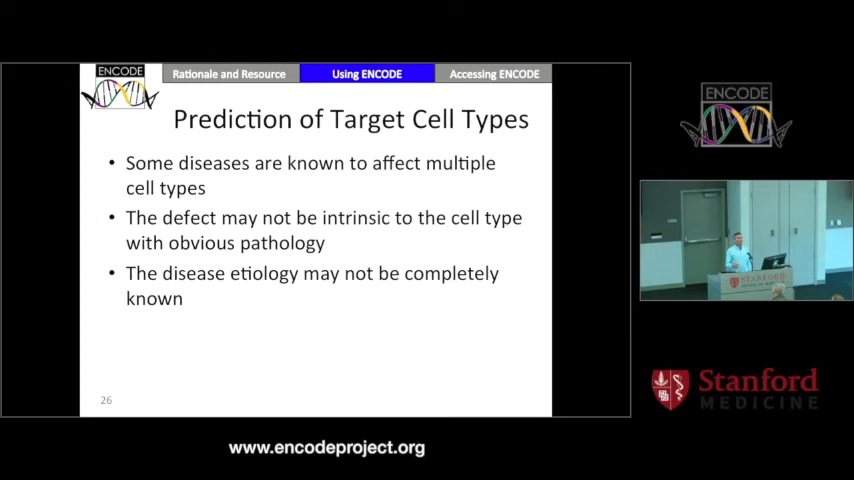 ENCODE
Rationale and Resource
Using ENCODE
Accessing ENCODE
Prediction of Target Cell Types
• Some diseases are known to affect multiple
cell types
• The defect may not be intrinsic to the cell type
with obvious pathology
• The disease etiology may not be completely
known
26
ENCODE
STANFORD
Stanford
MEDICINE
www.encodeproject.org